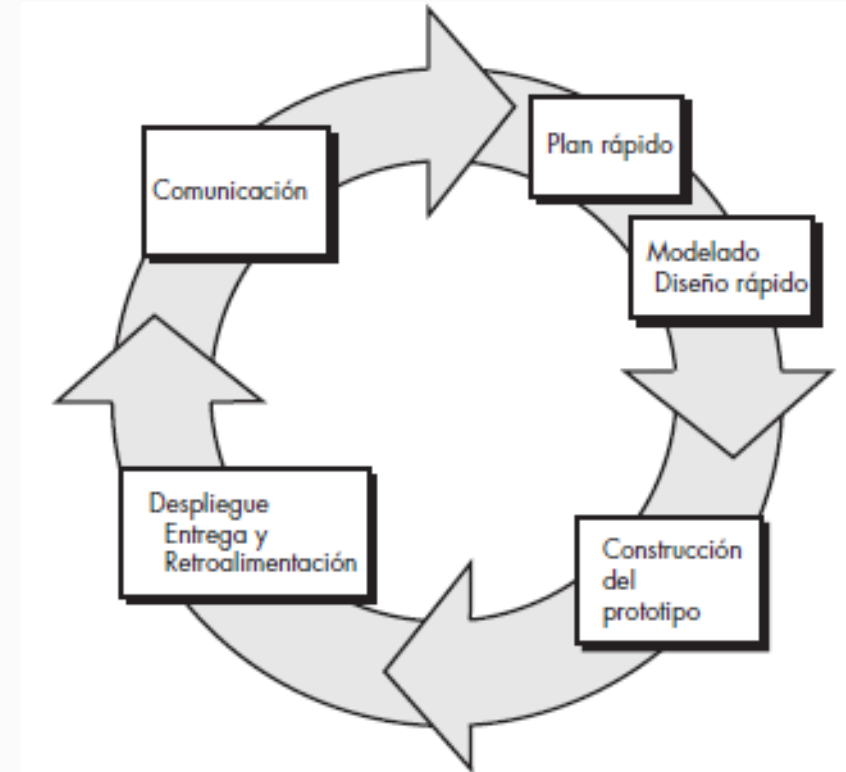 Comunicación
Plan rápido
Modelado
Diseño rápido
Construcción
del
prototipo
Despliegue
Entrega y
Retroalimentación